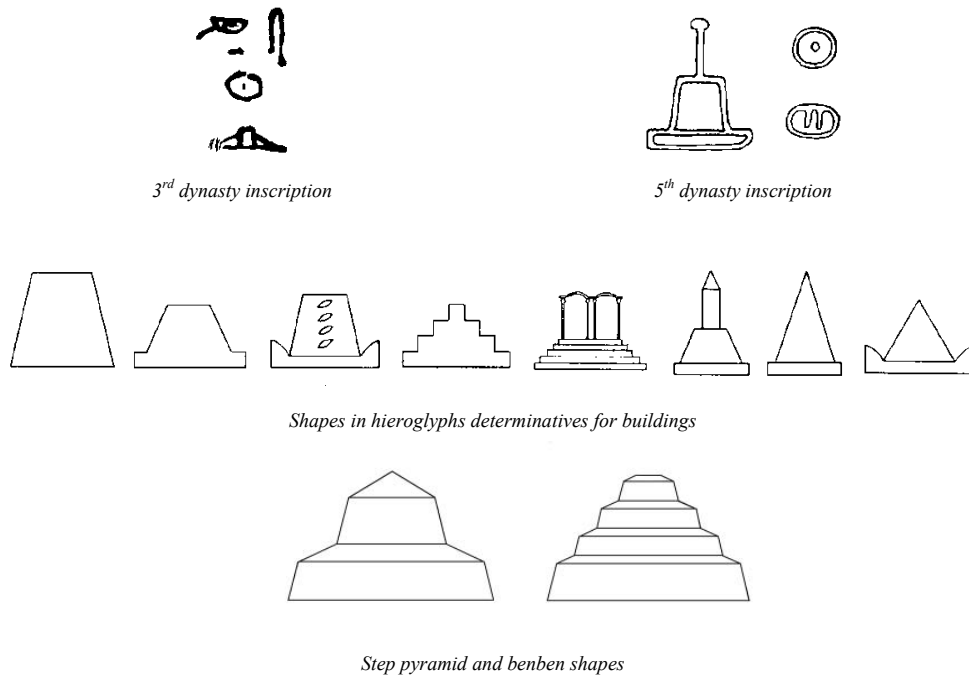 3rd dynasty inscription
5th dynasty inscription
Shapes in hieroglyphs determinatives for buildings
Step pyramid and benben shapes